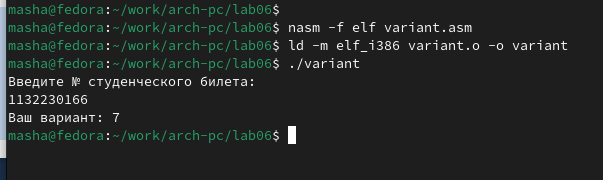 masha@fedora:~/work/arch-pc/lab06$
masha@fedora:~/work/arch-pc/lab06$ nasm -f elf variant.asm
masha@fedora:~/work/arch-pc/lab06$ ld -m elf_i386 variant.o -o variant
masha@fedora:~/work/arch-pc/lab06$ ./variant
Введите № студенческого билета:
1132230166
Ваш вариант: 7
masha@fedora:~/work/arch-pc/lab06$